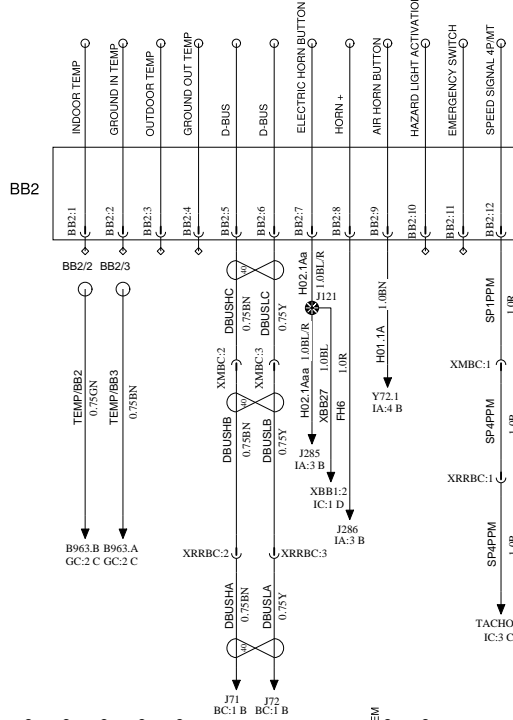 INDOOR TEMP
GROUND IN TEMP
OUTDOOR TEMP
GROUND OUT TEMP
D-BUS
D-BUS
ELECTRIC HORN BUTTON
HORN +
AIR HORN BUTTON
HAZARD LIGHT ACTIVATIO
EMERGENCY SWITCH
SPEED SIGNAL 4P/MT
BB2
BB2:1
BB2:2
BB2:3
BB2:4
BB2:5
BB2:6
BB2:7
BB2:8
BB2:9
BB2:10
BB2:11
BB2:12
BB2/2
BB2/3
TEMP/BB2
0.75GN
TEMP/BB3
0.75BN
B963.B
GC:2 C
B963.A
GC:2 C
40
DBUSHC
0.75BN
DBUSLC
0.75Y
XMBC:2
XMBC:3
40
DBUSHB
0.75BN
DBUSLB
0.75Y
XRRBC:2
XRRBC:3
DBUSHA
0.75BN
DBUSLA
0.75Y
40
J71
BC:1 B
J72
BC:1 B
H02.1Aa
1.0BL/R
J121
H02.1Aaa
1.0BL/R
J285
IA:3 B
XBB27
1.0BL
XBB1:2
IC:1 D
FH6
1.0R
J286
IA:3 B
H01.1A
1.0BN
Y72.1
IA:4 B
SP1PPM
XMBC:1
SP4PPM
XRRBC:1
SP4PPM
TACHO
IC:3 C
EM